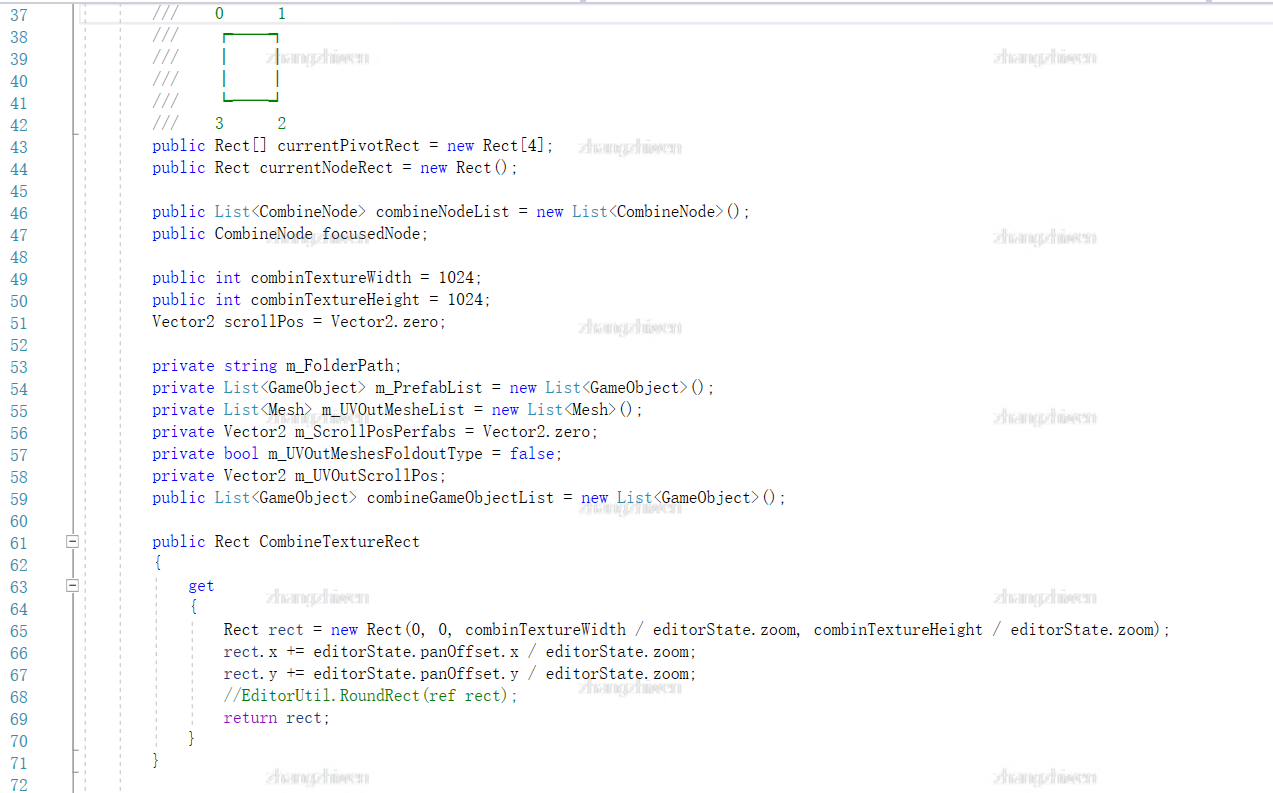 37 /// 0 1
38 /// ┌─────┐
39 /// │ │
40 /// │ │
41 /// └─────┘
42 /// 3 2
43 public Rect[] currentPivotRect = new Rect[4];
44 public Rect currentNodeRect = new Rect();
45
46 public List<CombineNode> combineNodeList = new List<CombineNode>();
47 public CombineNode focusedNode;
48
49 public int combinTextureWidth = 1024;
50 public int combinTextureHeight = 1024;
51 Vector2 scrollPos = Vector2.zero;
52
53 private string m_FolderPath;
54 private List<GameObject> m_PrefabList = new List<GameObject>();
55 private List<Mesh> m_UVOutMesheList = new List<Mesh>();
56 private Vector2 m_ScrollPosPerfabs = Vector2.zero;
57 private bool m_UVOutMeshesFoldoutType = false;
58 private Vector2 m_UVOutScrollPos;
59 public List<GameObject> combineGameObjectList = new List<GameObject>();
60
61 public Rect CombineTextureRect
62 {
63 get
64 {
65 Rect rect = new Rect(0, 0, combinTextureWidth / editorState.zoom, combinTextureHeight / editorState.zoom);
66 rect.x += editorState.panOffset.x / editorState.zoom;
67 rect.y += editorState.panOffset.y / editorState.zoom;
68 //EditorUtil.RoundRect(ref rect);
69 return rect;
70 }
71 }
72